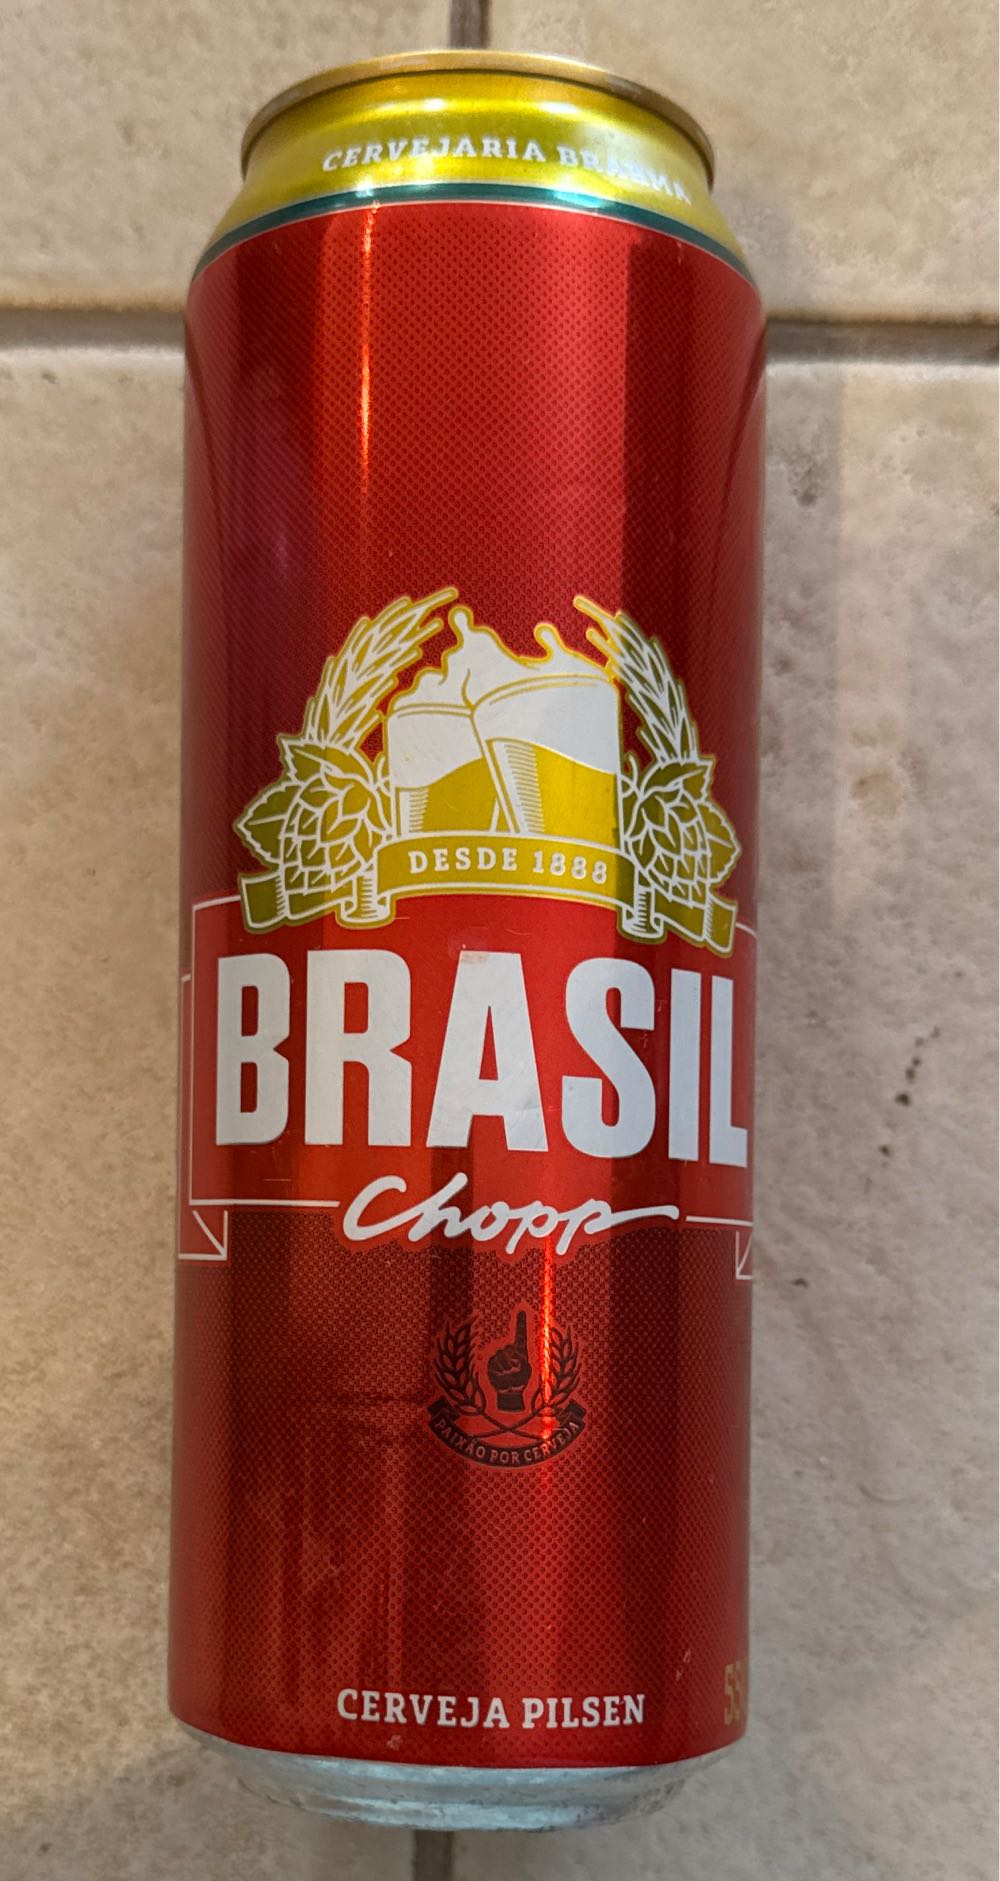 CERVEJARIA BRAHMA
DESDE 1888
BRASIL
Chopp
PAIXÃO POR CERVEJA
CERVEJA PILSEN